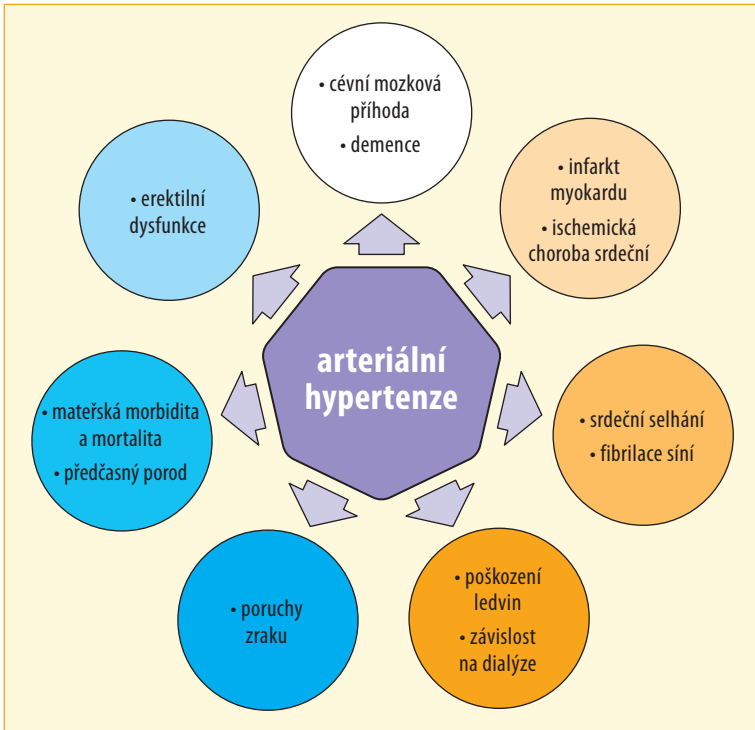 • cévní mozková
příhoda
• demence
• infarkt
myokardu
• ischemická
choroba srdeční
• srdeční selhání
• fibrilace síní
• poškození
ledvin
• závislost
na dialýze
• poruchy
zraku
• mateřská morbidita
a mortalita
• předčasný porod
• erektilní
dysfunkce
arteriální
hypertenze